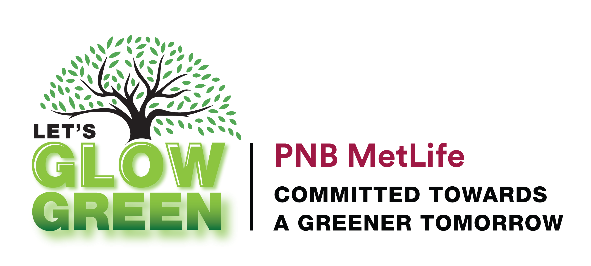 LET'S
GLOW
GREEN
PNB MetLife
COMMITTED TOWARDS
A GREENER TOMORROW